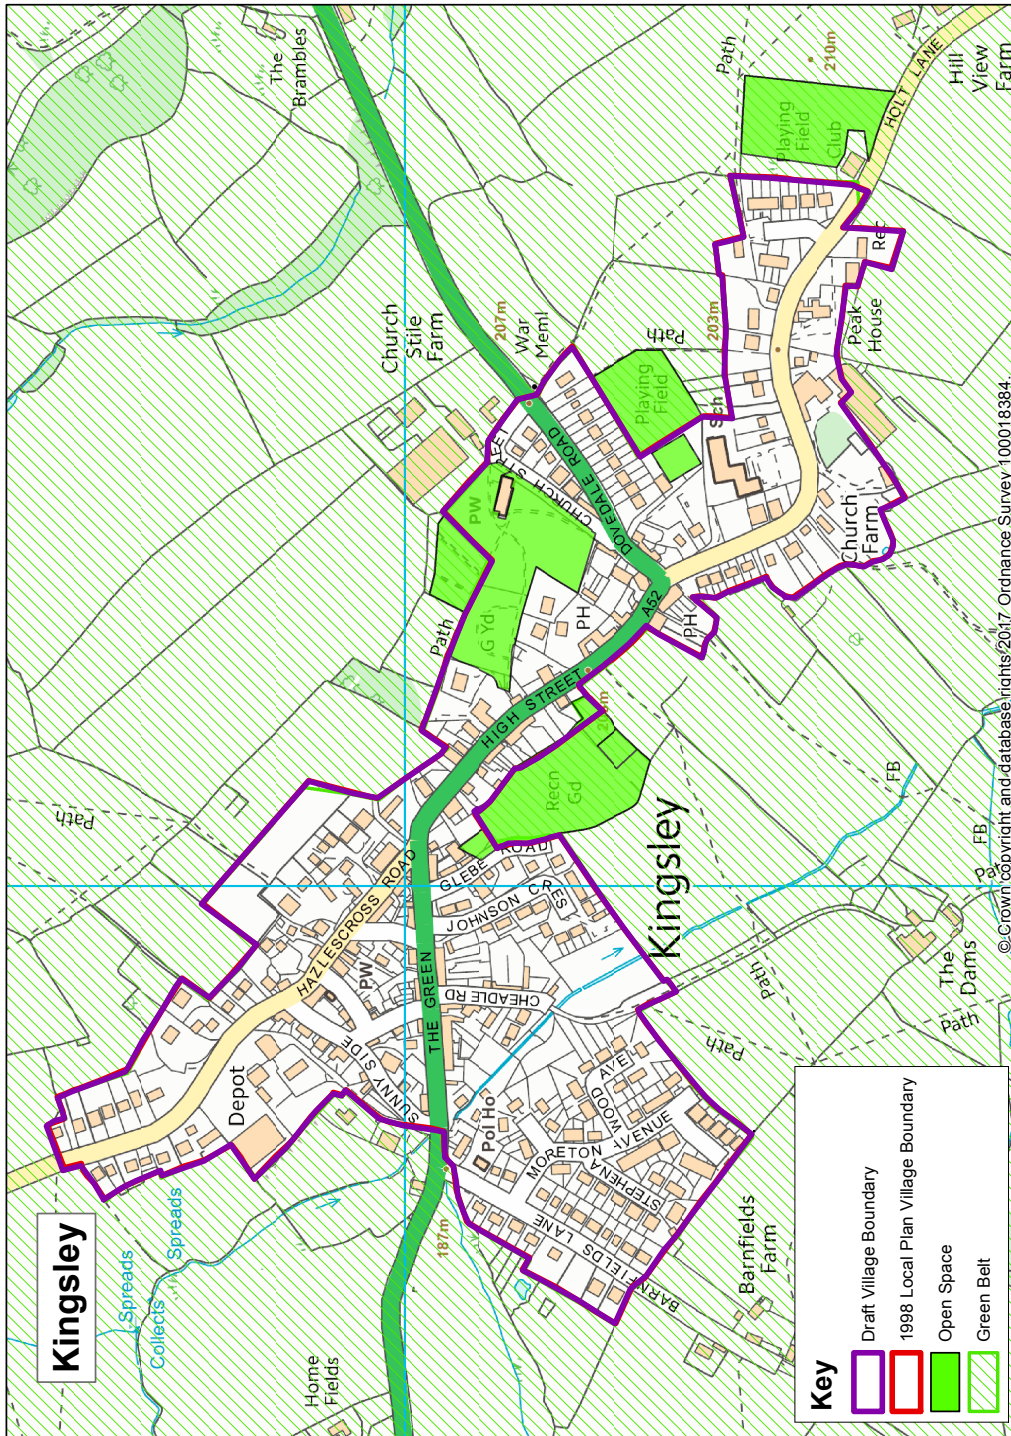 Kingsley
Spreads
Spreads
Collects
Home
Fields
187m
Depot
HAZLESCROSS ROAD
SUNNY SIDE
PW
THE GREEN
CHEADLE RD
JOHNSON CRES
GLEBE ROAD
Pol Ho
MORETON AVENUE
STEPHEN
WOOD AVE
BARNFIELDS LANE
Barnfields
Farm
Path
Path
Path
Path
Path
The
Dams
FB
FB
Kingsley
Recn
Gd
HIGH STREET
A52
PH
PH
G Yd
PW
Path
CHURCH STREET
DOVEDALE ROAD
Church
Stile
Farm
207m
War
Meml
The
Brambles
Playing
Field
Path
203m
Sch
Church
Farm
Peak
House
Playing
Field
Club
Path
210m
HOLT LANE
Hill
View
Farm
Key
Draft Village Boundary
1998 Local Plan Village Boundary
Open Space
Green Belt
© Crown copyright and database rights 2017 Ordnance Survey 100018384.